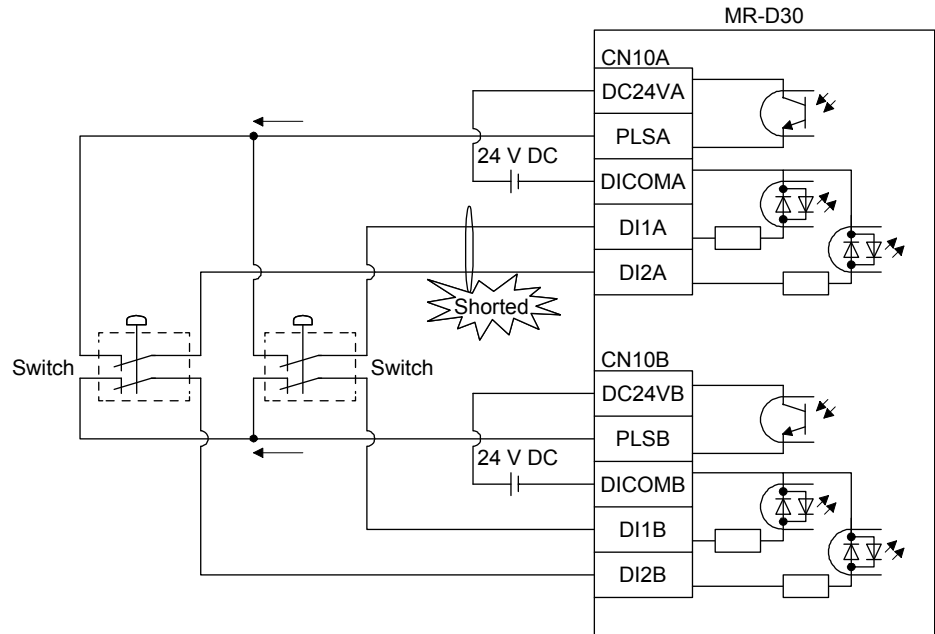 MR-D30
CN10A
DC24VA
PLSA
24 V DC
DICOMA
DI1A
DI2A
Shorted
Switch
Switch
CN10B
DC24VB
PLSB
24 V DC
DICOMB
DI1B
DI2B